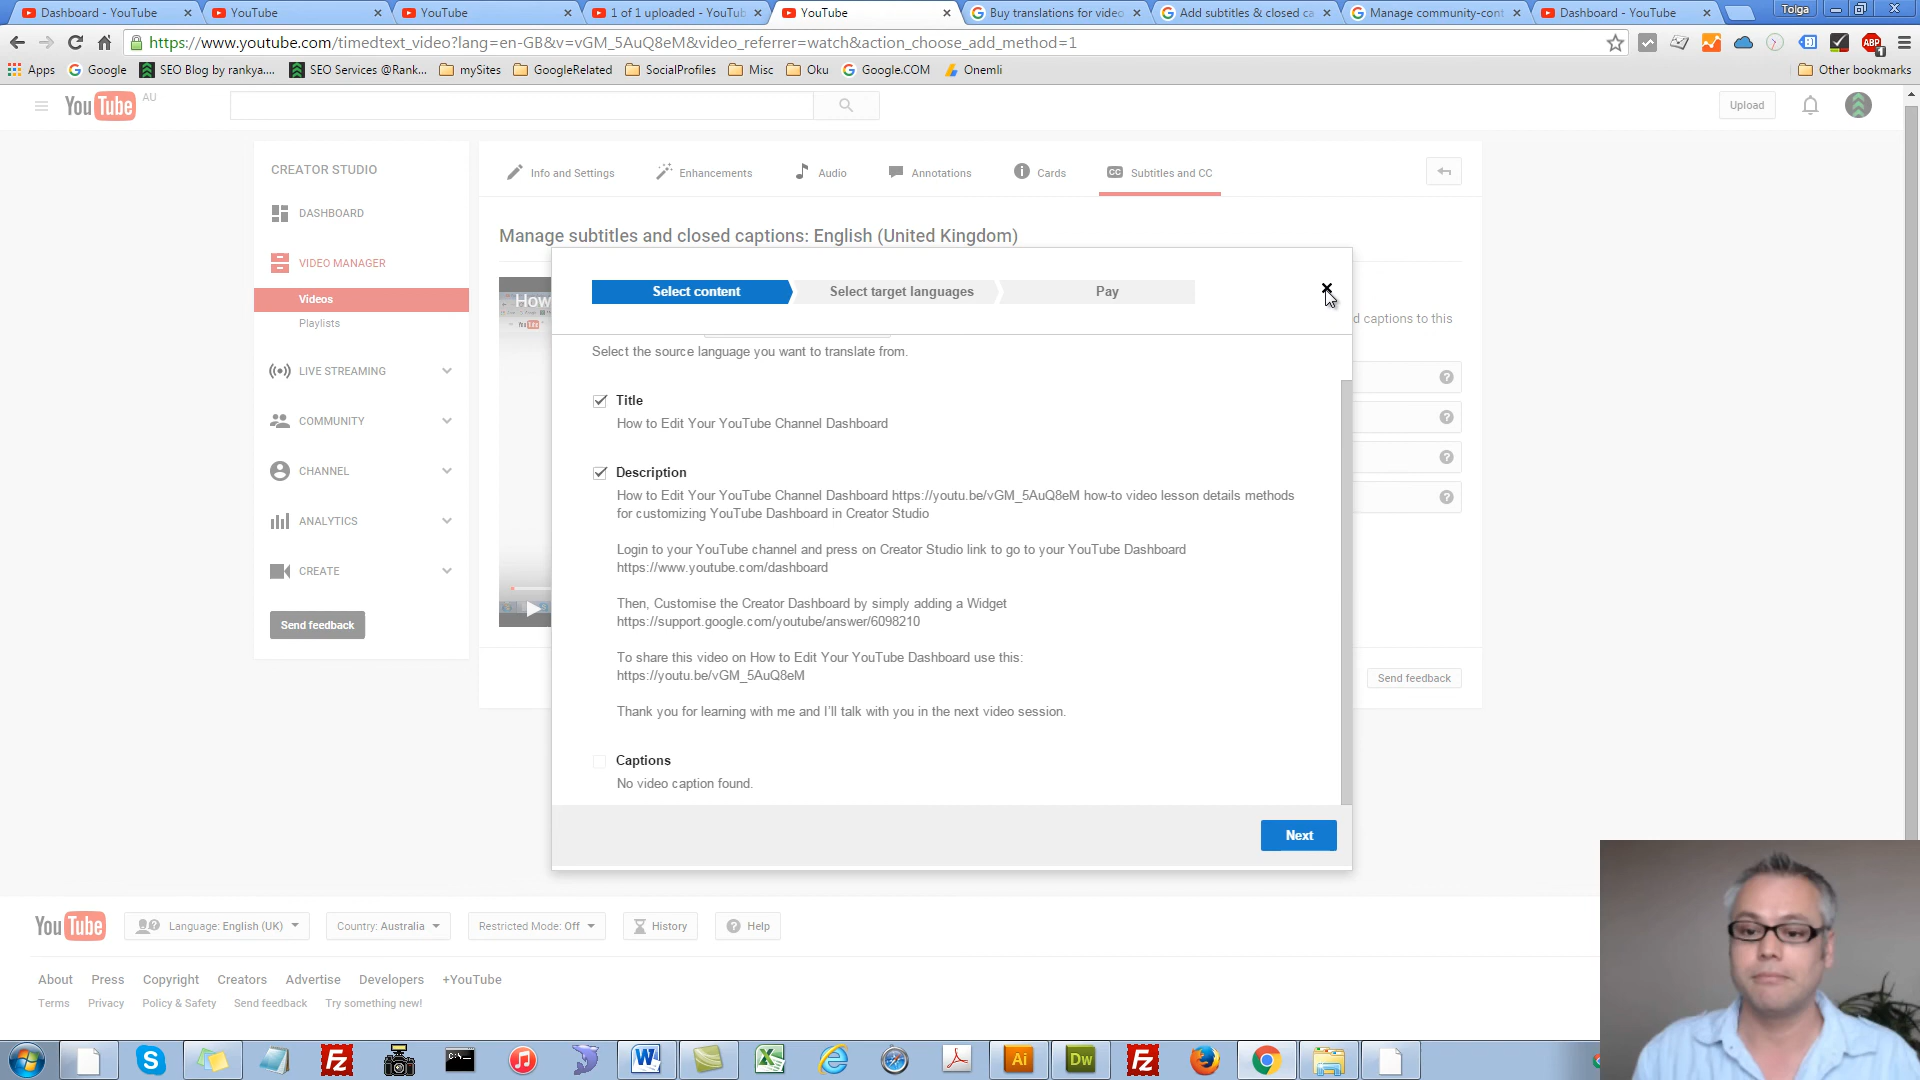 Dashboard - YouTube
YouTube
YouTube
1 of 1 uploaded - YouTub
YouTube
Buy translations for video
Add subtitles & closed ca
Manage community-cont
Dashboard - YouTube
Tolga
https://www.youtube.com/timedtext_video?lang=en-GB&v=vGM_5AuQ8eM&video_referrer=watch&action_choose_add_method=1
ABP
1
Apps
Google
SEO Blog by rankya....
SEO Services @Rank...
mySites
GoogleRelated
SocialProfiles
Misc
Oku
Google.COM
Onemli
Other bookmarks
YouTube AU
Upload
CREATOR STUDIO
DASHBOARD
VIDEO MANAGER
Videos
Playlists
LIVE STREAMING
COMMUNITY
CHANNEL
ANALYTICS
CREATE
Send feedback
Info and Settings
Enhancements
Audio
Annotations
Cards
CC Subtitles and CC
Manage subtitles and closed captions: English (United Kingdom)
How
d captions to this
Select content
Select target languages
Pay
Select the source language you want to translate from.
Title
How to Edit Your YouTube Channel Dashboard
Description
How to Edit Your YouTube Channel Dashboard https://youtu.be/vGM_5AuQ8eM how-to video lesson details methods
for customizing YouTube Dashboard in Creator Studio
Login to your YouTube channel and press on Creator Studio link to go to your YouTube Dashboard
https://www.youtube.com/dashboard
Then, Customise the Creator Dashboard by simply adding a Widget
https://support.google.com/youtube/answer/6098210
To share this video on How to Edit Your YouTube Dashboard use this:
https://youtu.be/vGM_5AuQ8eM
Thank you for learning with me and I'll talk with you in the next video session.
Captions
No video caption found.
Next
Send feedback
YouTube
Language: English (UK)
Country: Australia
Restricted Mode: Off
History
Help
About
Press
Copyright
Creators
Advertise
Developers
+YouTube
Terms
Privacy
Policy & Safety
Send feedback
Try something new!
Fz
C:\
W
Ai
Dw
Fz